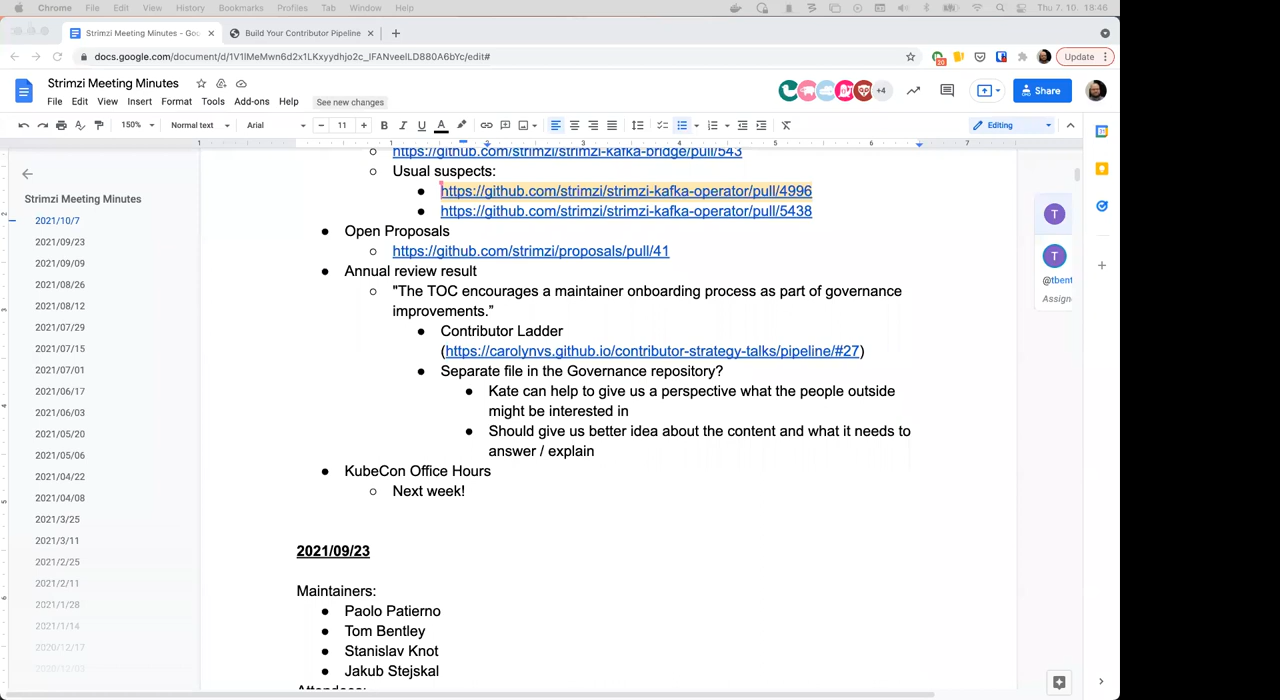 Chrome File Edit View History Bookmarks Profiles Tab Window Help Thu 7. 10. 18:46
Strimzi Meeting Minutes - Goo Build Your Contributor Pipeline
docs.google.com/document/d/1V1lMeMwn6d2x1LKxyydhjo2c_IFANveelLD880A6bYc/edit# 20 Update
Strimzi Meeting Minutes
File Edit View Insert Format Tools Add-ons Help See new changes +4 Share
150% Normal text Arial 11 B I U A Editing
1 1 2 3 4 5 6 7
https://github.com/strimzi/strimzi-kafka-bridge/pull/543
Usual suspects:
https://github.com/strimzi/strimzi-kafka-operator/pull/4996
https://github.com/strimzi/strimzi-kafka-operator/pull/5438
Open Proposals
https://github.com/strimzi/proposals/pull/41
Annual review result
"The TOC encourages a maintainer onboarding process as part of governance
improvements.”
Contributor Ladder
(https://carolynvs.github.io/contributor-strategy-talks/pipeline/#27)
Separate file in the Governance repository?
Kate can help to give us a perspective what the people outside
might be interested in
Should give us better idea about the content and what it needs to
answer / explain
KubeCon Office Hours
Next week!
2021/09/23
Maintainers:
Paolo Patierno
Tom Bentley
Stanislav Knot
Jakub Stejskal
Attendees:
Strimzi Meeting Minutes
2021/10/7
2021/09/23
2021/09/09
2021/08/26
2021/08/12
2021/07/29
2021/07/15
2021/07/01
2021/06/17
2021/06/03
2021/05/20
2021/05/06
2021/04/22
2021/04/08
2021/3/25
2021/3/11
2021/2/25
2021/2/11
2021/1/28
2021/1/14
2020/12/17
2020/12/03
T
T
@tbent
Assign